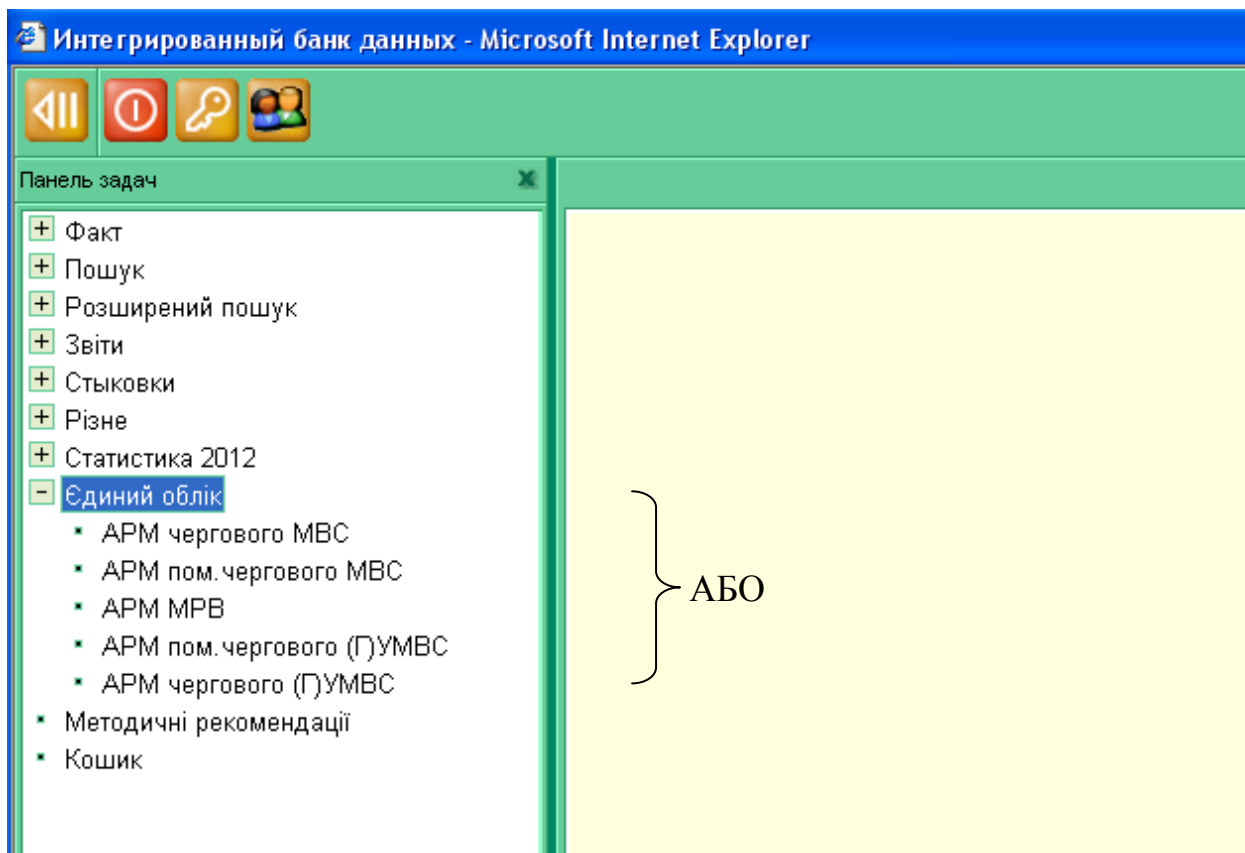 Интегрированный банк данных - Microsoft Internet Explorer
Панель задач
Факт
Пошук
Розширений пошук
Звіти
Стыковки
Різне
Статистика 2012
Єдиний облік
АРМ чергового МВС
АРМ пом.чергового МВС
АРМ МРВ
АРМ пом.чергового (Г)УМВС
АРМ чергового (Г)УМВС
АБО
Методичні рекомендації
Кошик